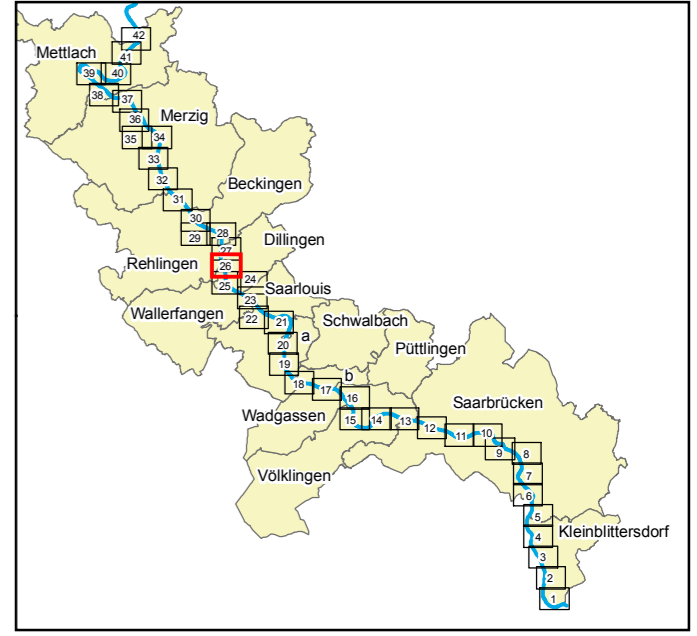 42
Mettlach
41
39
40
38
37
36
Merzig
35
34
33
32
Beckingen
31
30
29
28
Dillingen
27
Rehlingen
26
24
25
Saarlouis
23
Wallerfangen
22
21
Schwalbach
a
20
Püttlingen
19
b
18
17
16
Saarbrücken
Wadgassen
15
14
13
12
11
10
9
8
Völklingen
7
6
5
Kleinblittersdorf
4
3
2
1